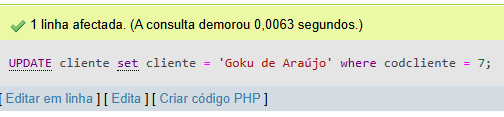 1 linha afectada. (A consulta demorou 0,0063 segundos.)
UPDATE cliente set cliente = 'Goku de Araújo' where codcliente = 7;
[ Editar em linha ] [ Edita ] [ Criar código PHP ]